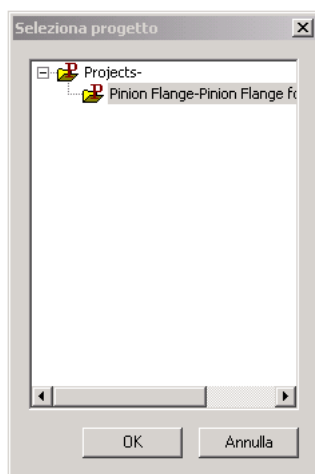 Seleziona progetto
Projects-
Pinion Flange-Pinion Flange fo
OK
Annulla